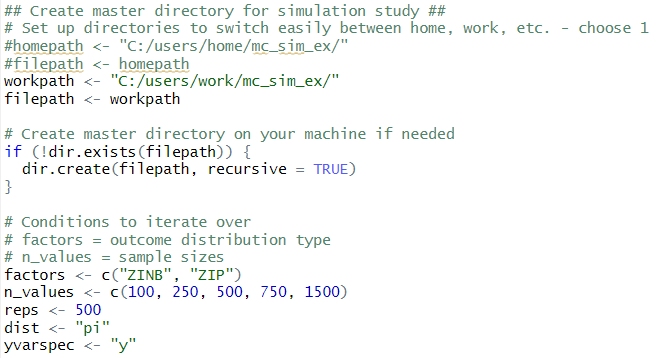 ## Create master directory for simulation study ##
# Set up directories to switch easily between home, work, etc. - choose 1
#homepath <- "C:/users/home/mc_sim_ex/"
#filepath <- homepath
workpath <- "C:/users/work/mc_sim_ex/"
filepath <- workpath
# Create master directory on your machine if needed
if (!dir.exists(filepath)) {
  dir.create(filepath, recursive = TRUE)
}
# Conditions to iterate over
# factors = outcome distribution type
# n_values = sample sizes
factors <- c("ZINB", "ZIP")
n_values <- c(100, 250, 500, 750, 1500)
reps <- 500
dist <- "pi"
yvarspec <- "y"